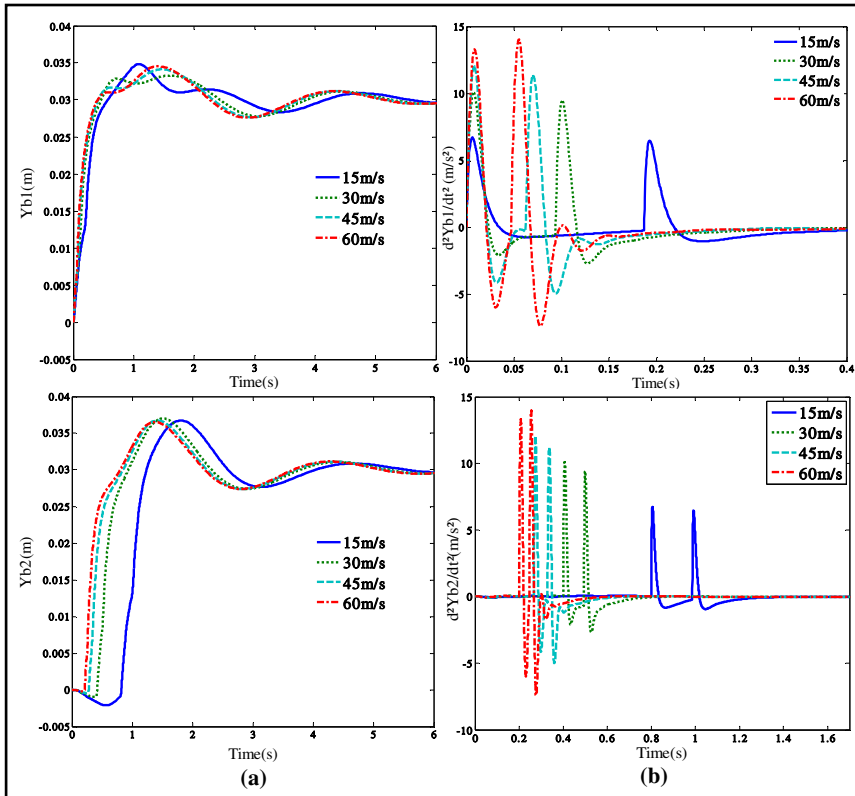 0.04
0.035
0.03
0.025
0.02
0.015
0.01
0.005
0
-0.005
Yb1(m)
15m/s
30m/s
45m/s
60m/s
0 1 2 3 4 5 6
Time(s)
15
10
5
0
-5
-10
d²Yb1/dt² (m/s²)
15m/s
30m/s
45m/s
60m/s
0 0.05 0.1 0.15 0.2 0.25 0.3 0.35 0.4
Time(s)
0.04
0.035
0.03
0.025
0.02
0.015
0.01
0.005
0
-0.005
Yb2(m)
15m/s
30m/s
45m/s
60m/s
0 1 2 3 4 5 6
Time(s)
(a)
15
10
5
0
-5
-10
d²Yb2/dt²(m/s²)
15m/s
30m/s
45m/s
60m/s
0 0.2 0.4 0.6 0.8 1 1.2 1.4 1.6
Time(s)
(b)